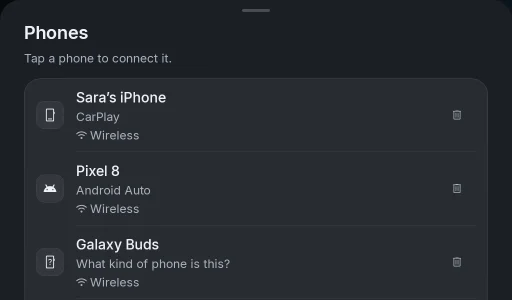 Phones
Tap a phone to connect it.
Sara’s iPhone
CarPlay
Wireless
Pixel 8
Android Auto
Wireless
Galaxy Buds
What kind of phone is this?
Wireless